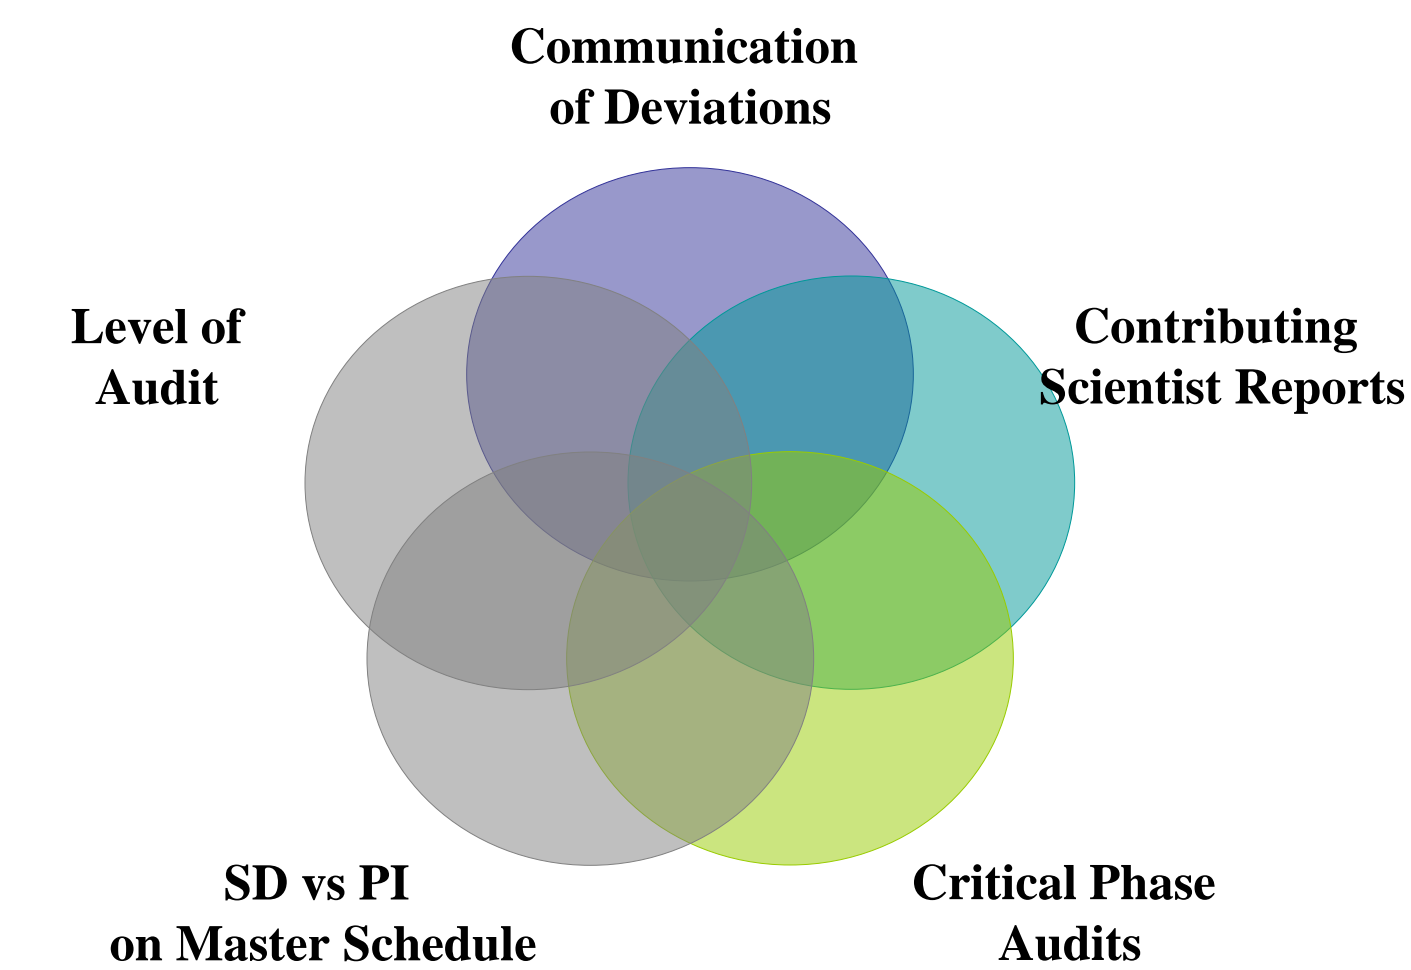 Communication
of Deviations
Level of
Audit
Contributing
Scientist Reports
SD vs PI
on Master Schedule
Critical Phase
Audits